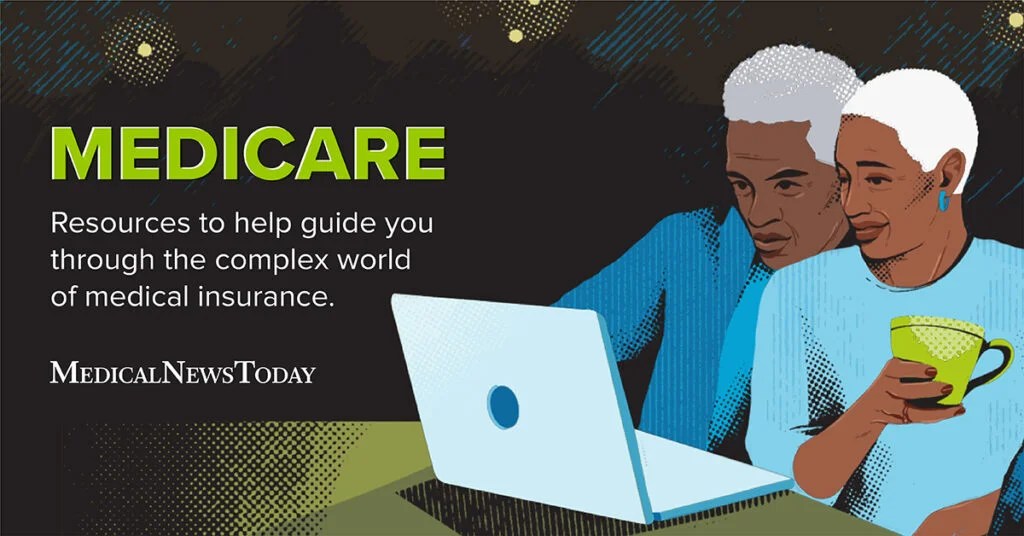 MEDICARE
Resources to help guide you
through the complex world
of medical insurance.
MEDICALNEWSTODAY